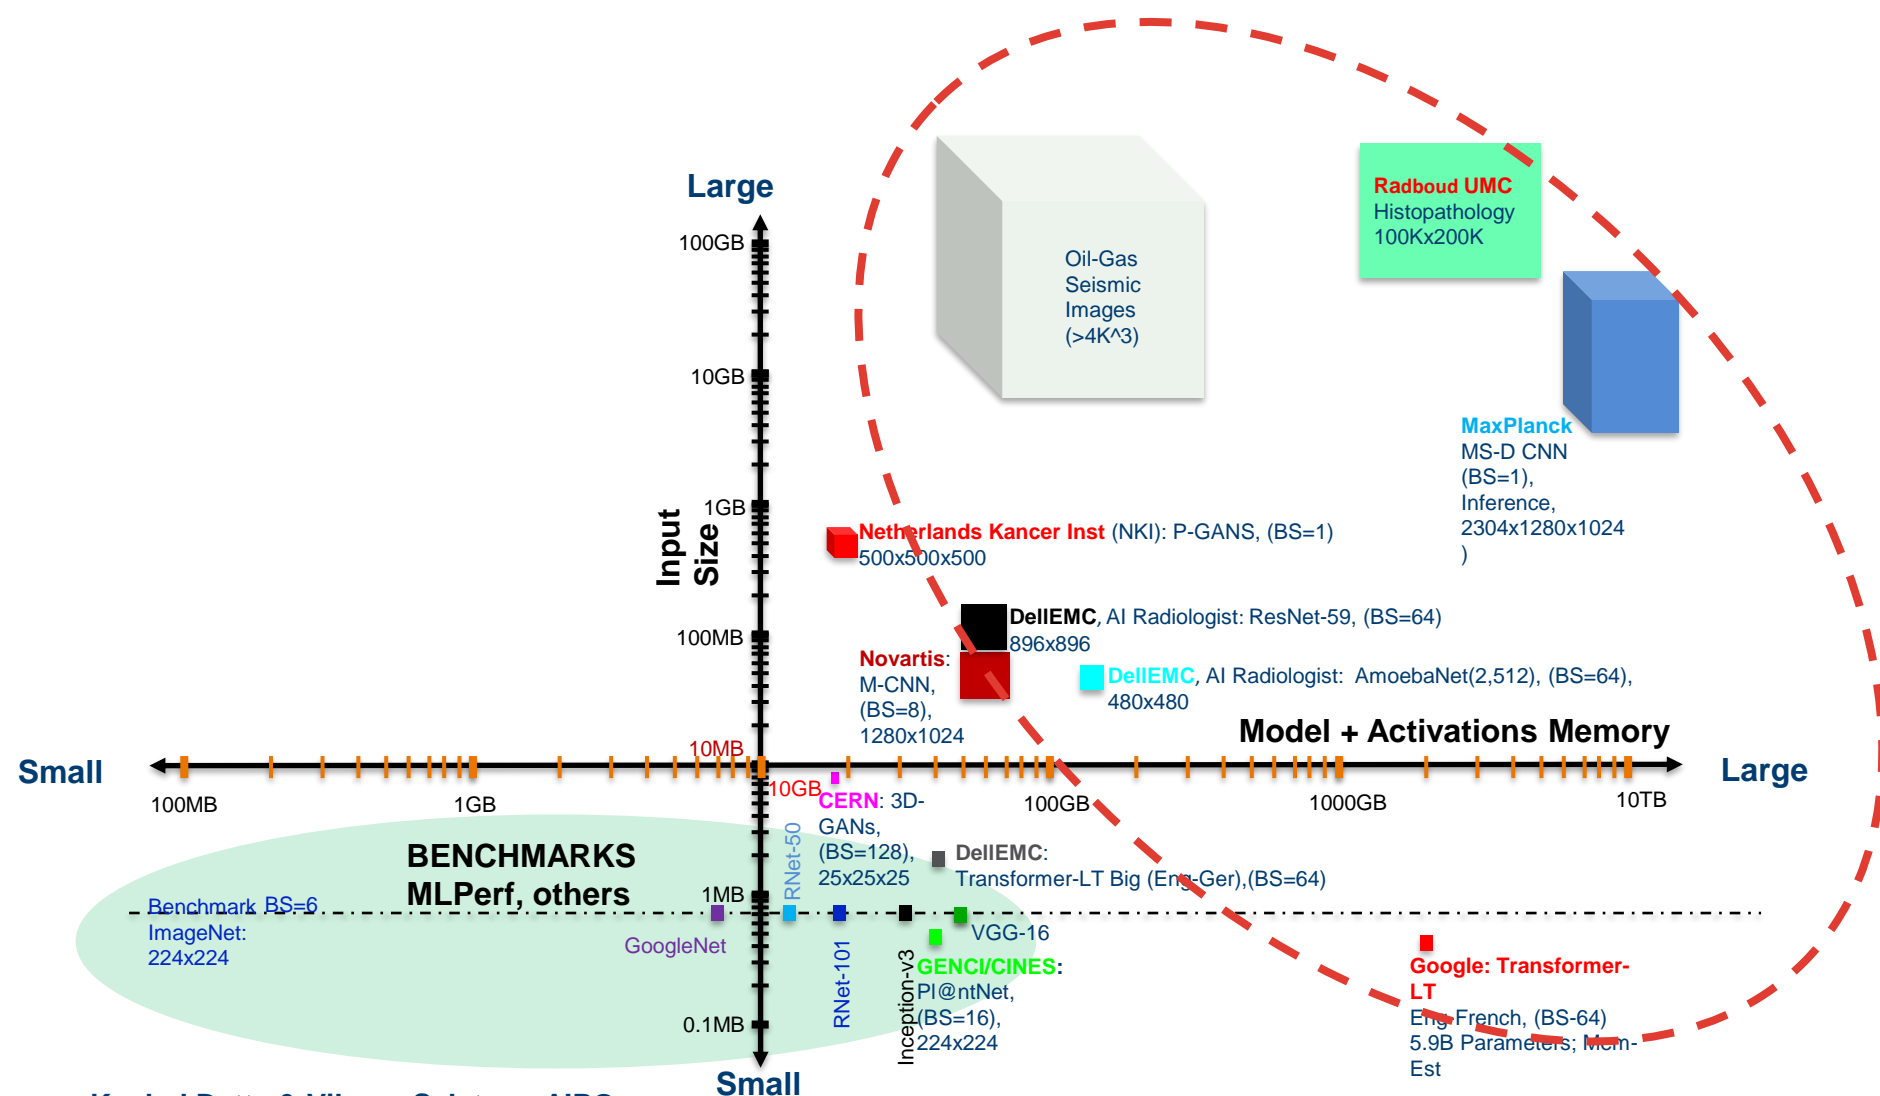 Large
100GB
10GB
1GB
100MB
10MB
1MB
0.1MB
Small
Input
Size
Oil-Gas
Seismic
Images
(>4K^3)
Radboud UMC
Histopathology
100Kx200K
MaxPlanck
MS-D CNN
(BS=1),
Inference,
2304x1280x1024
)
Netherlands Kancer Inst (NKI): P-GANS, (BS=1)
500x500x500
DellEMC, AI Radiologist: ResNet-59, (BS=64)
896x896
Novartis:
M-CNN,
(BS=8),
1280x1024
DellEMC, AI Radiologist: AmoebaNet(2,512), (BS=64),
480x480
Model + Activations Memory
Small
Large
100MB
1GB
10GB
100GB
1000GB
10TB
CERN: 3D-
GANs,
(BS=128),
25x25x25
RNet-50
DellEMC:
Transformer-LT Big (Eng-Ger),(BS=64)
BENCHMARKS
MLPerf, others
Benchmark BS=6
ImageNet:
224x224
GoogleNet
RNet-101
Inception-v3
VGG-16
GENCI/CINES:
Pl@ntNet,
(BS=16),
224x224
Google: Transformer-
LT
Eng-French, (BS-64)
5.9B Parameters; Mem-
Est